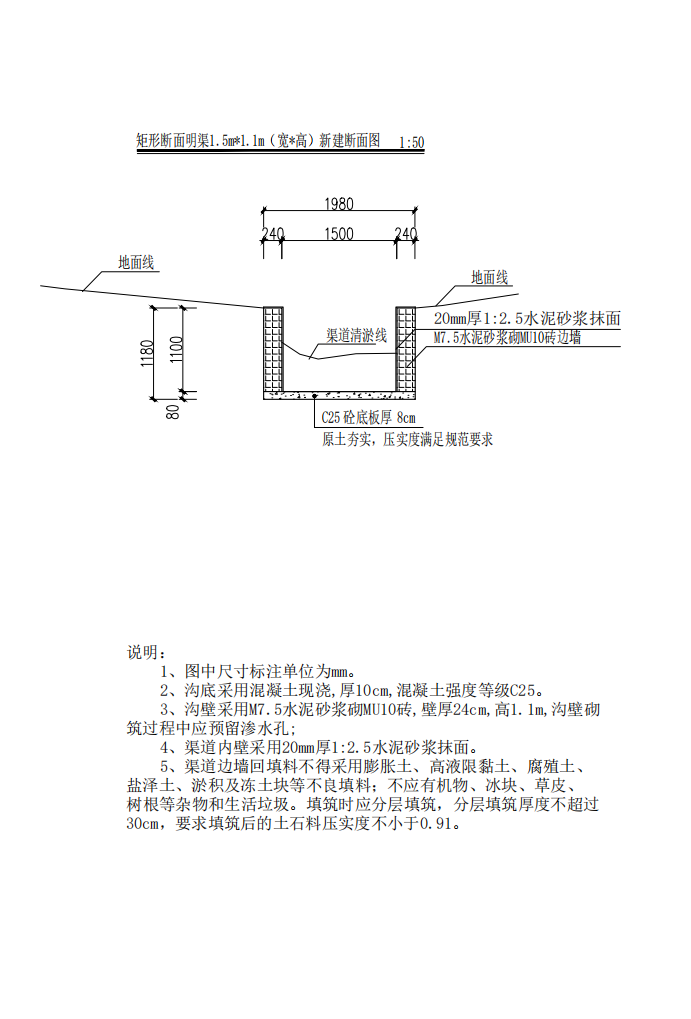 矩形断面明渠1.5m*1.1m（宽*高）新建断面图 1:50
1980
240 1500 240
地面线
地面线
20mm厚1:2.5水泥砂浆抹面
渠道清淤线
M7.5水泥砂浆砌MU10砖边墙
1180
1100
80
C25 砼底板厚 8cm
原土夯实，压实度满足规范要求
说明：
1、图中尺寸标注单位为mm。
2、沟底采用混凝土现浇,厚10cm,混凝土强度等级C25。
3、沟壁采用M7.5水泥砂浆砌MU10砖,壁厚24cm,高1.1m,沟壁砌
筑过程中应预留渗水孔;
4、渠道内壁采用20mm厚1:2.5水泥砂浆抹面。
5、渠道边墙回填料不得采用膨胀土、高液限黏土、腐殖土、
盐泽土、淤积及冻土块等不良填料；不应有机物、冰块、草皮、
树根等杂物和生活垃圾。填筑时应分层填筑，分层填筑厚度不超过
30cm，要求填筑后的土石料压实度不小于0.91。